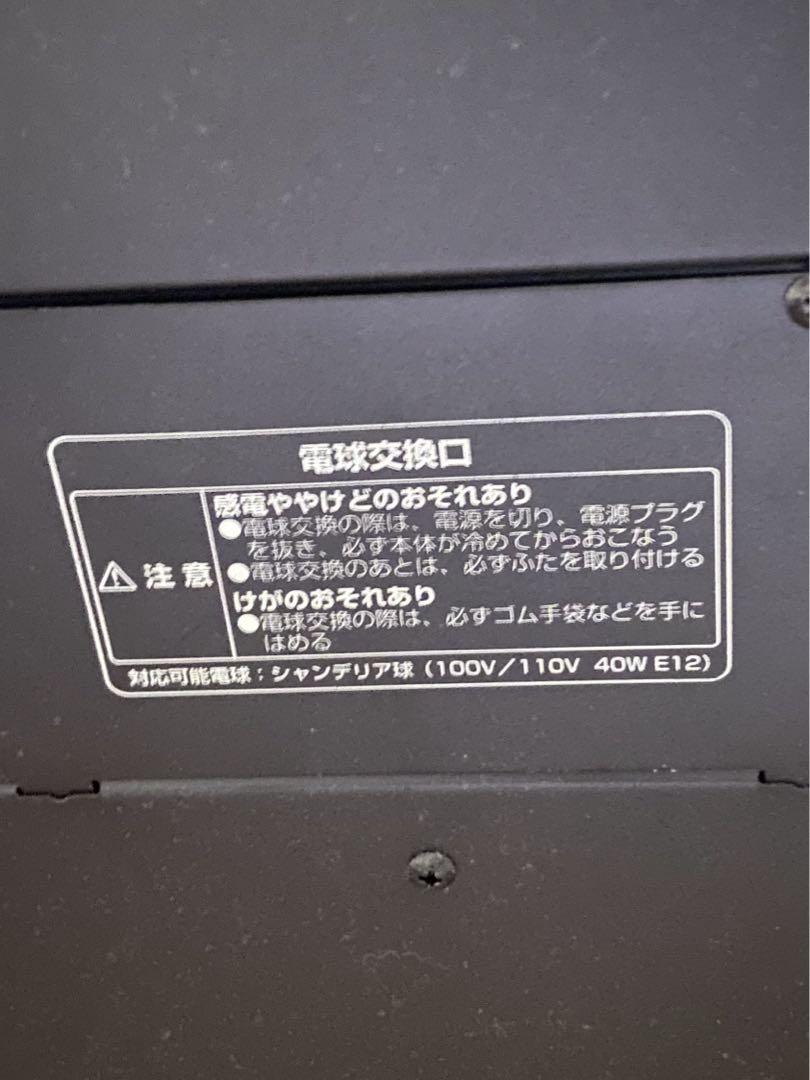 電球交換口
感電ややけどのおそれあり
●電球交換の際は、電源を切り、電源プラグ
を抜き、必ず本体が冷めてからおこなう
●電球交換のあとは、必ずふたを取り付ける
⚠注意
けがのおそれあり
●電球交換の際は、必ずゴム手袋などを手に
はめる
対応可能電球:シャンデリア球(100V/110V 40W E12)